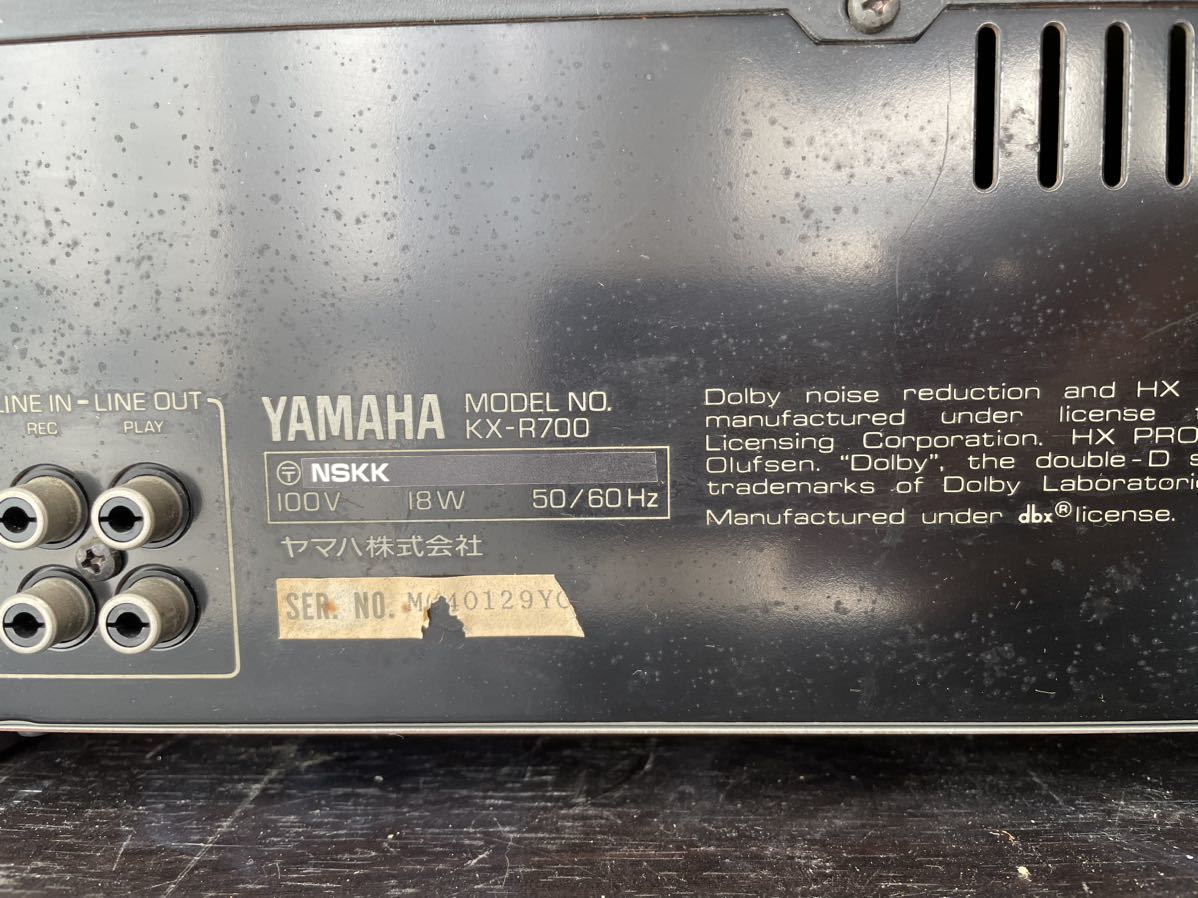 LINE IN – LINE OUT
REC PLAY
YAMAHA MODEL NO.
KX-R700
〒 NSKK
100V 18W 50/60Hz
ヤマハ株式会社
SER. NO. 40129Y
Dolby noise reduction and HX
manufactured under license
Licensing Corporation. HX PRO
Olufsen. "Dolby", the double-D
trademarks of Dolby
Manufactured under dbx® license.